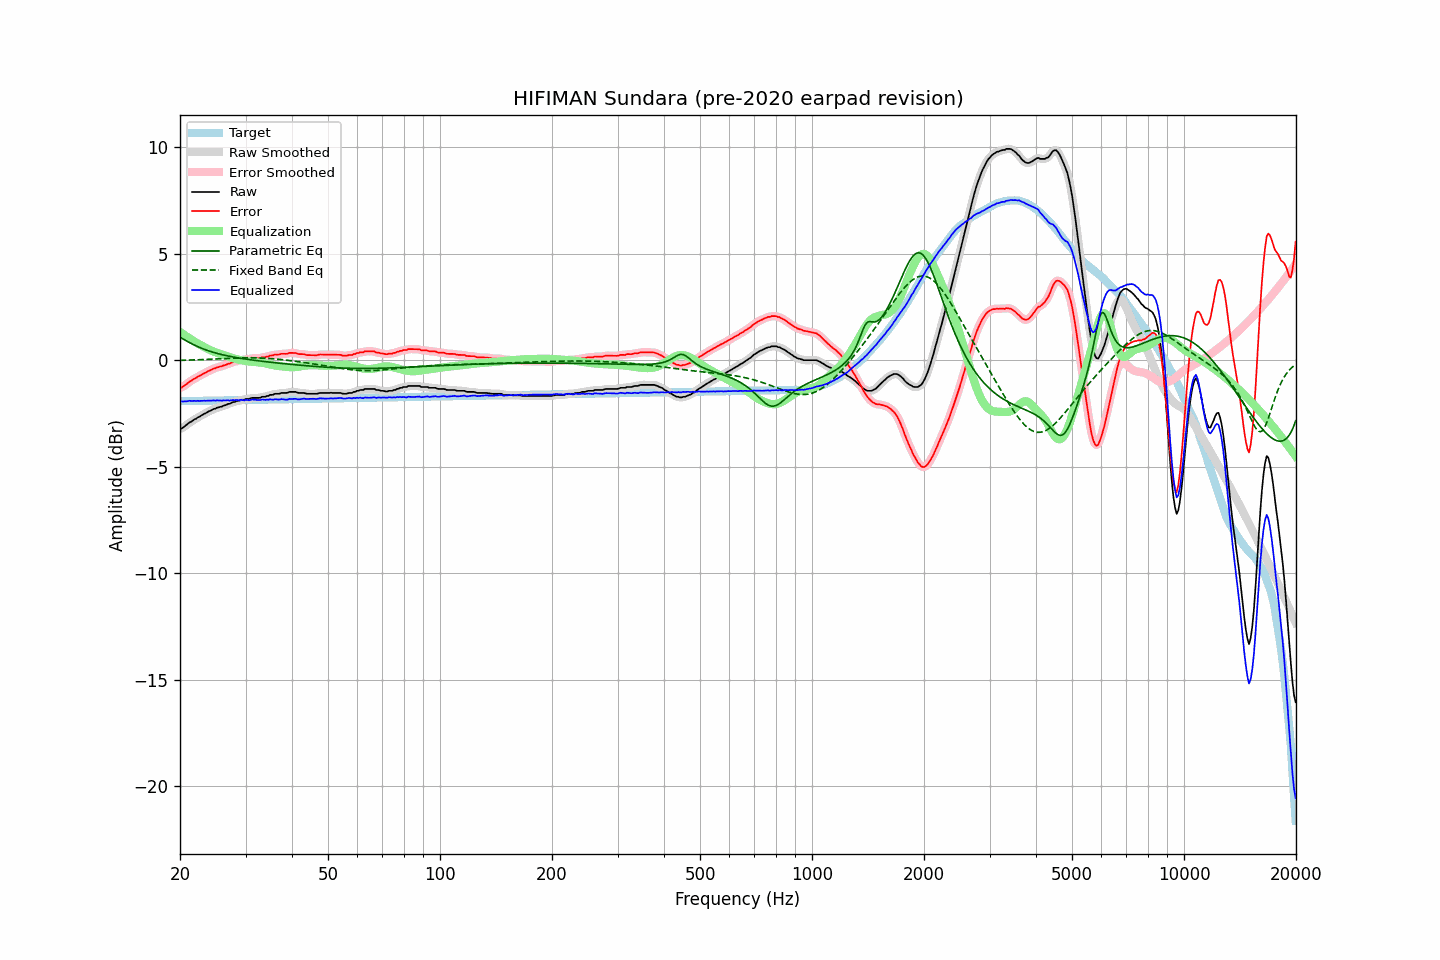 HIFIMAN Sundara (pre-2020 earpad revision)
Target
Raw Smoothed
Error Smoothed
Raw
Error
Equalization
Parametric Eq
Fixed Band Eq
Equalized
10
5
0
−5
−10
−15
−20
Amplitude (dBr)
20 50 100 200 500 1000 2000 5000 10000 20000
Frequency (Hz)